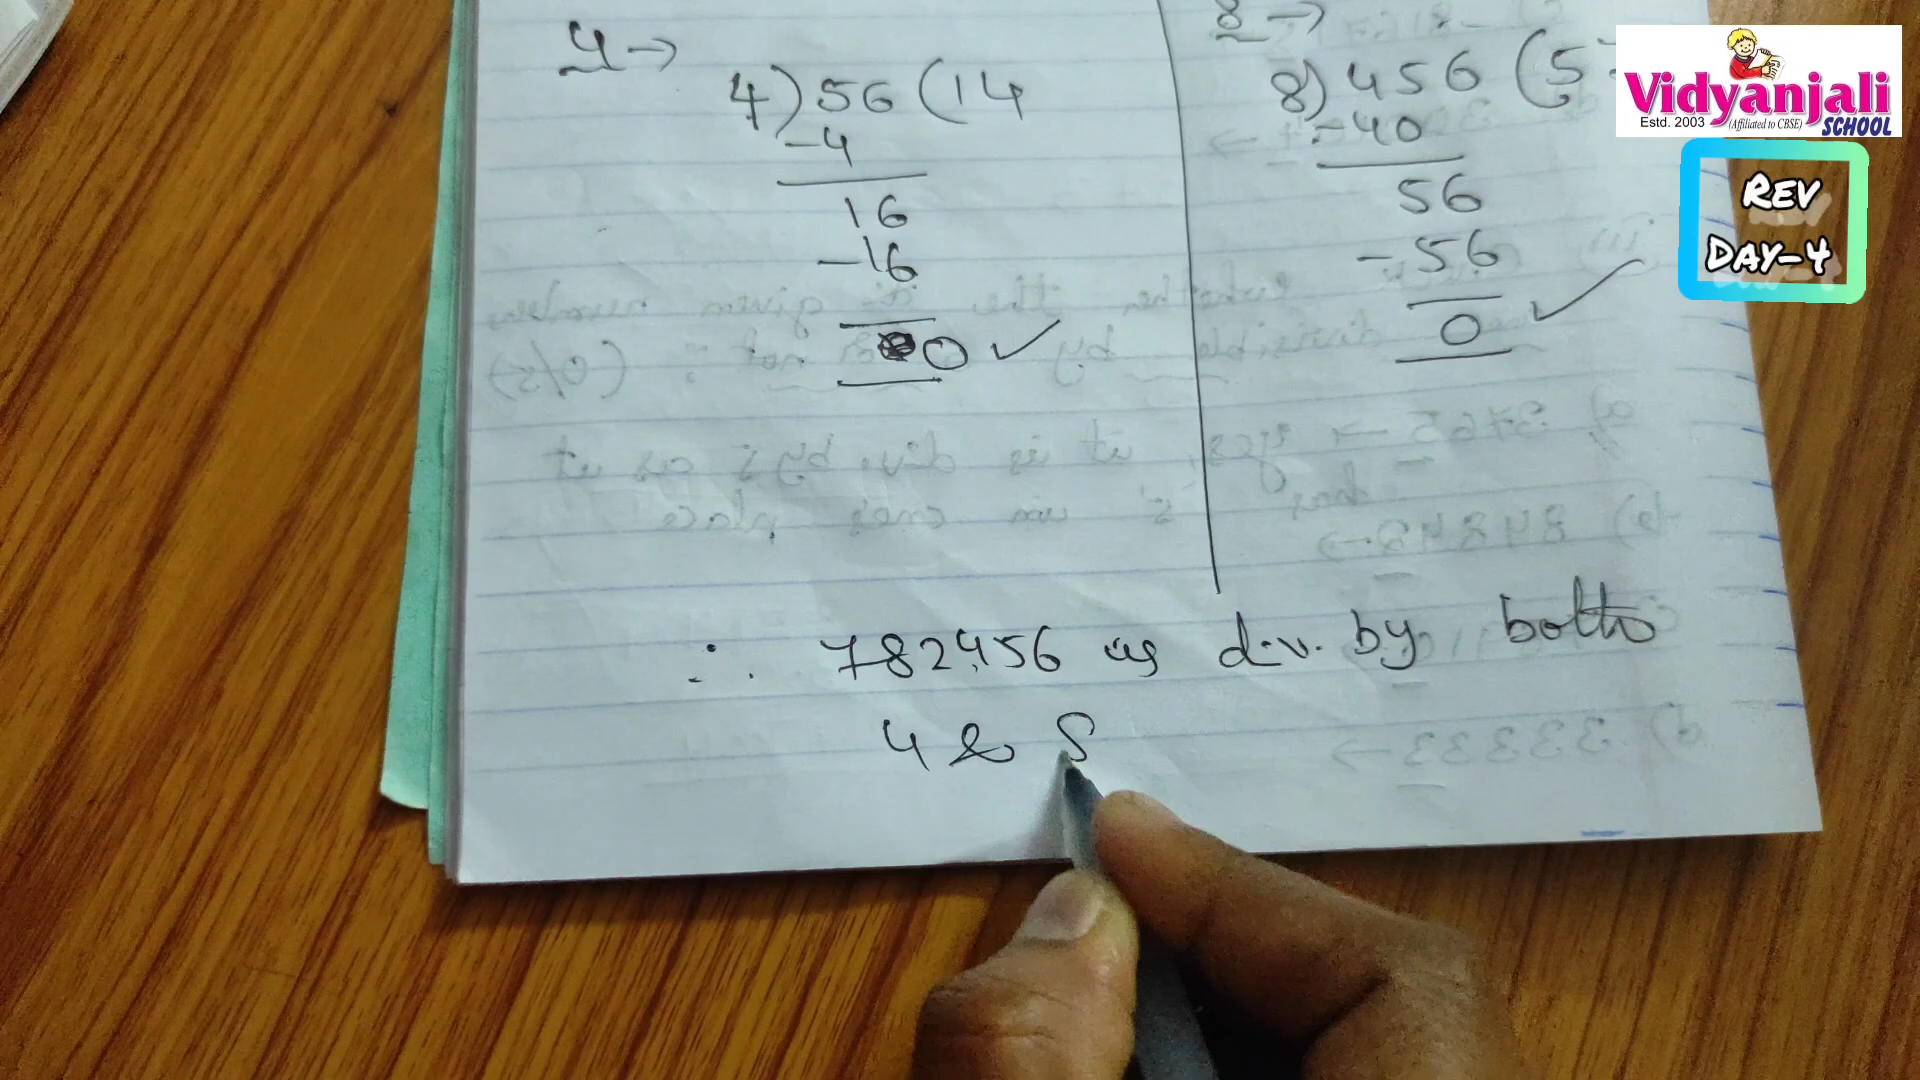 4 →
4)56(14
-4
16
-16
0 ✓
8 →
8)456(5
-40
56
-56
0 ✓
∴ 782456 is div. by both
4 &
Vidyanjali
Estd. 2003 (Affiliated to CBSE) SCHOOL
REV
DAY-4